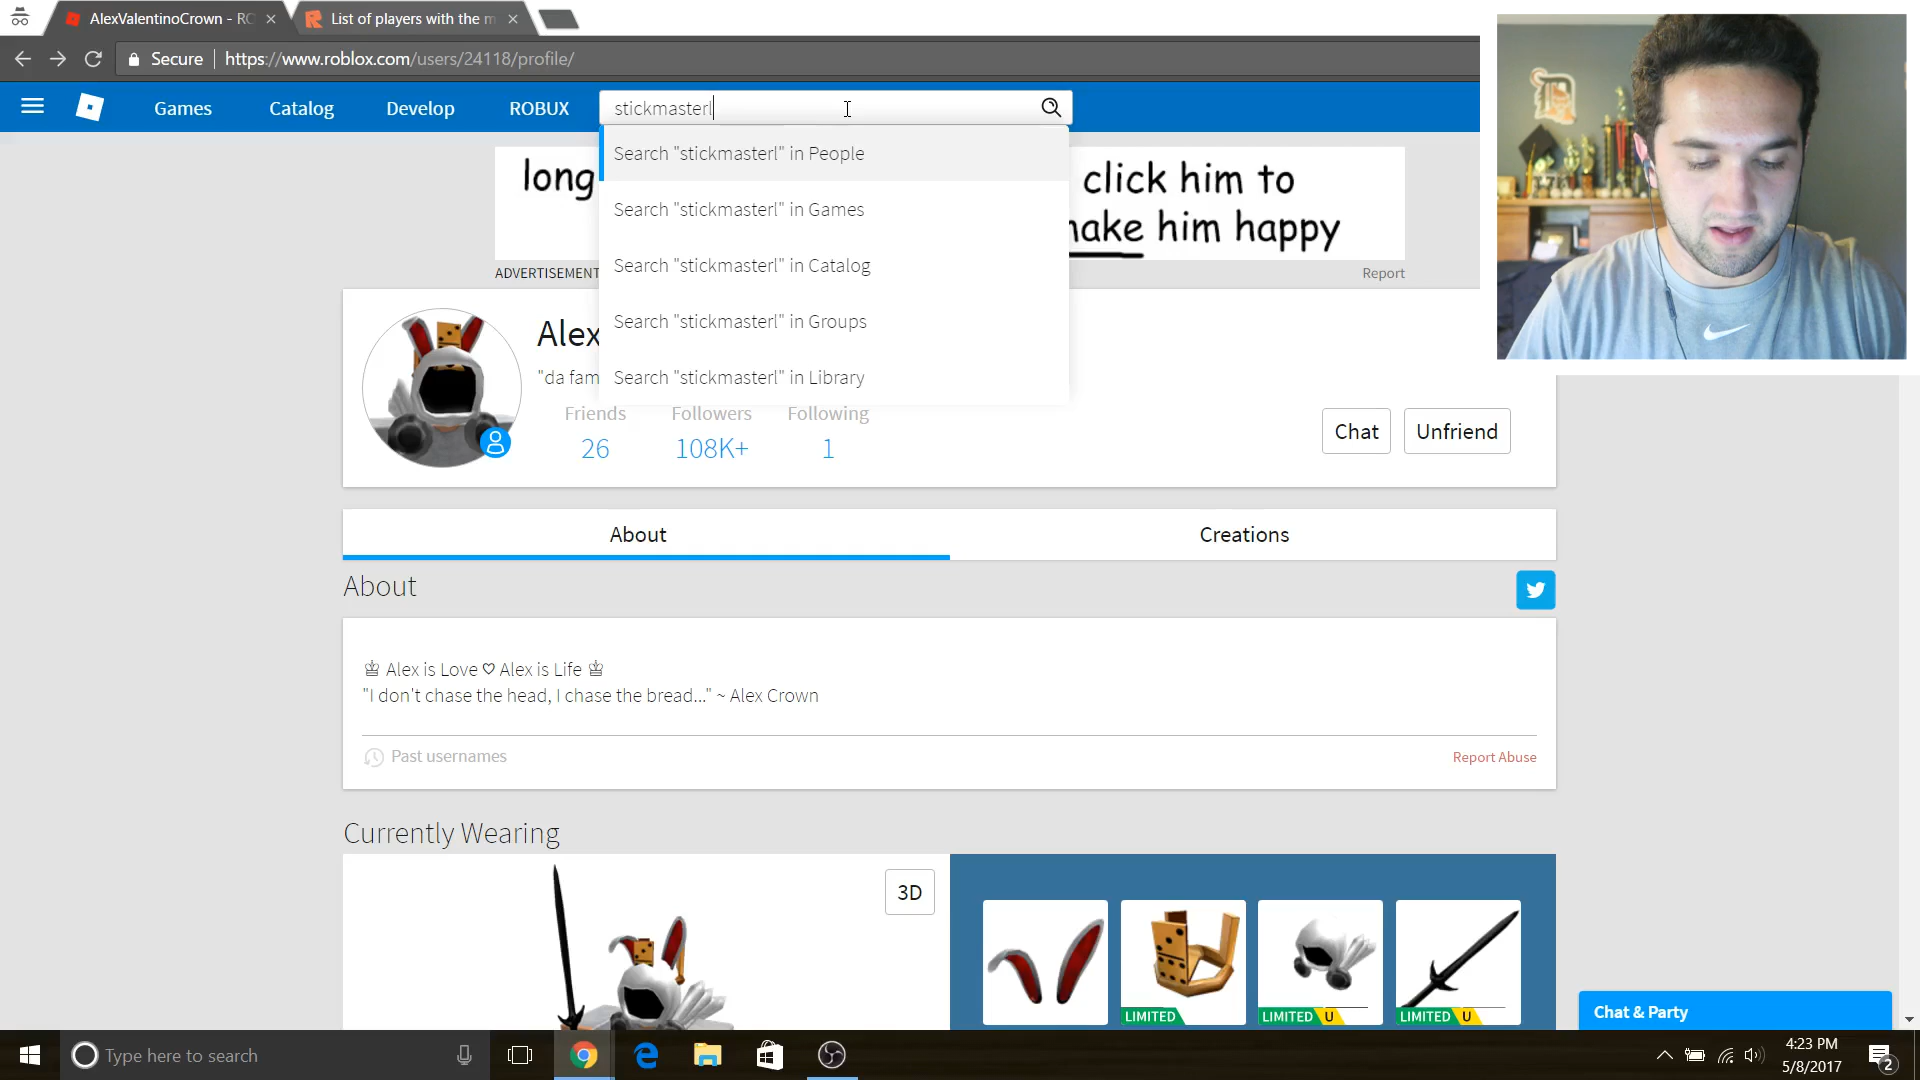 AlexValentinoCrown - RO
List of players with the m
Secure
https://www.roblox.com/users/24118/profile/
Games
Catalog
Develop
ROBUX
stickmasterl
Search "stickmasterl" in People
Search "stickmasterl" in Games
Search "stickmasterl" in Catalog
Search "stickmasterl" in Groups
Search "stickmasterl" in Library
long
click him to
make him happy
ADVERTISEMENT
Report
Alex
"da fam
Friends
26
Followers
108K+
Following
1
Chat
Unfriend
About
Creations
About
♔ Alex is Love ♡ Alex is Life ♔
"I don't chase the head, I chase the bread..." ~ Alex Crown
Past usernames
Report Abuse
Currently Wearing
3D
LIMITED
LIMITED U
LIMITED U
Chat & Party
Type here to search
4:23 PM
5/8/2017
2